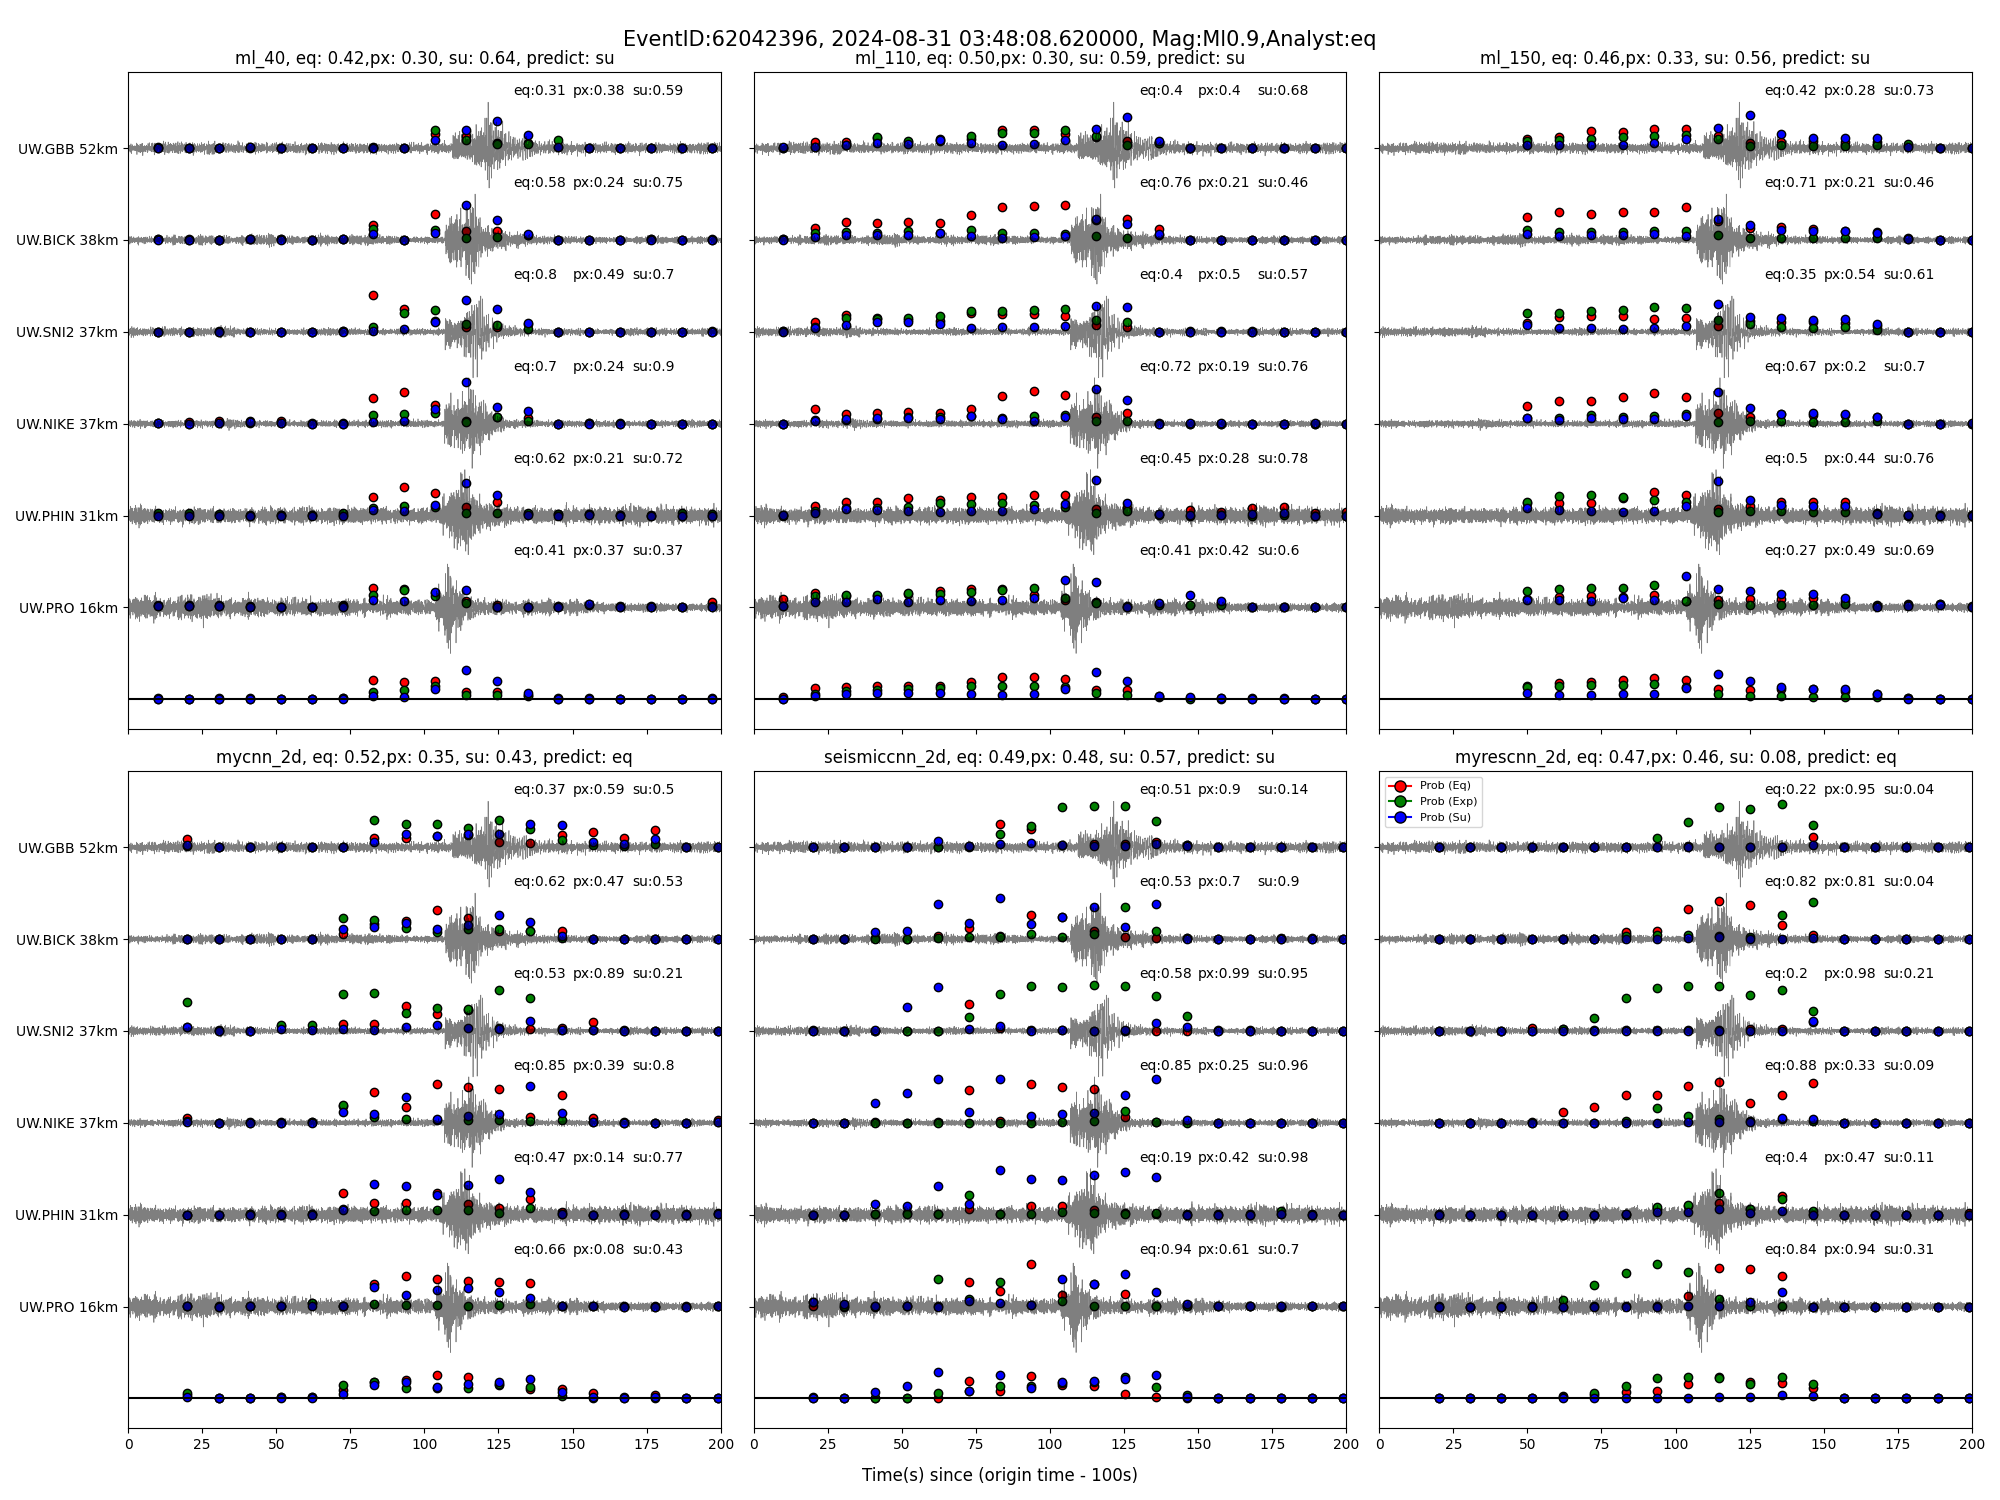 EventID:62042396, 2024-08-31 03:48:08.620000, Mag:Ml0.9,Analyst:eq
ml_40, eq: 0.42,px: 0.30, su: 0.64, predict: su
eq:0.31 px:0.38 su:0.59
UW.GBB 52km
eq:0.58 px:0.24 su:0.75
UW.BICK 38km
eq:0.8 px:0.49 su:0.7
UW.SNI2 37km
eq:0.7 px:0.24 su:0.9
UW.NIKE 37km
eq:0.62 px:0.21 su:0.72
UW.PHIN 31km
eq:0.41 px:0.37 su:0.37
UW.PRO 16km
ml_110, eq: 0.50,px: 0.30, su: 0.59, predict: su
eq:0.4 px:0.4 su:0.68
eq:0.76 px:0.21 su:0.46
eq:0.4 px:0.5 su:0.57
eq:0.72 px:0.19 su:0.76
eq:0.45 px:0.28 su:0.78
eq:0.41 px:0.42 su:0.6
ml_150, eq: 0.46,px: 0.33, su: 0.56, predict: su
eq:0.42 px:0.28 su:0.73
eq:0.71 px:0.21 su:0.46
eq:0.35 px:0.54 su:0.61
eq:0.67 px:0.2 su:0.7
eq:0.5 px:0.44 su:0.76
eq:0.27 px:0.49 su:0.69
mycnn_2d, eq: 0.52,px: 0.35, su: 0.43, predict: eq
eq:0.37 px:0.59 su:0.5
UW.GBB 52km
eq:0.62 px:0.47 su:0.53
UW.BICK 38km
eq:0.53 px:0.89 su:0.21
UW.SNI2 37km
eq:0.85 px:0.39 su:0.8
UW.NIKE 37km
eq:0.47 px:0.14 su:0.77
UW.PHIN 31km
eq:0.66 px:0.08 su:0.43
UW.PRO 16km
0 25 50 75 100 125 150 175 200
seismiccnn_2d, eq: 0.49,px: 0.48, su: 0.57, predict: su
eq:0.51 px:0.9 su:0.14
eq:0.53 px:0.7 su:0.9
eq:0.58 px:0.99 su:0.95
eq:0.85 px:0.25 su:0.96
eq:0.19 px:0.42 su:0.98
eq:0.94 px:0.61 su:0.7
0 25 50 75 100 125 150 175 200
myrescnn_2d, eq: 0.47,px: 0.46, su: 0.08, predict: eq
Prob (Eq)
Prob (Exp)
Prob (Su)
eq:0.22 px:0.95 su:0.04
eq:0.82 px:0.81 su:0.04
eq:0.2 px:0.98 su:0.21
eq:0.88 px:0.33 su:0.09
eq:0.4 px:0.47 su:0.11
eq:0.84 px:0.94 su:0.31
0 25 50 75 100 125 150 175 200
Time(s) since (origin time - 100s)